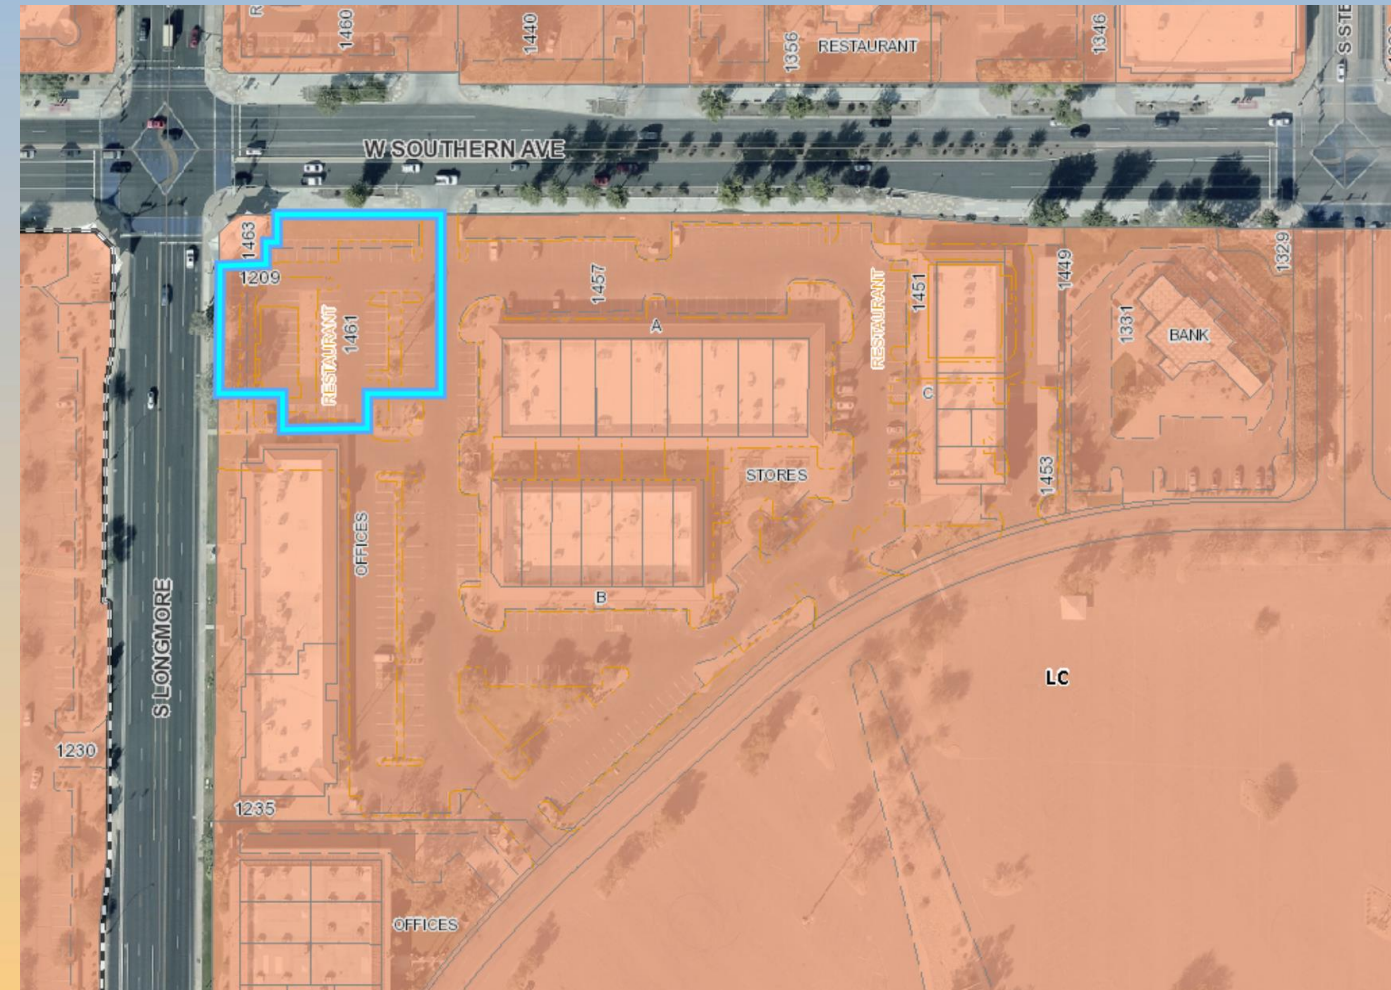 R
1460
1440
1356
RESTAURANT
1346
S STE
W SOUTHERN AVE
1463
1209
RESTAURANT
1461
1457
A
RESTAURANT
1451
1449
1329
1331
BANK
C
STORES
1453
OFFICES
B
S LONGMORE
LC
1230
1235
OFFICES